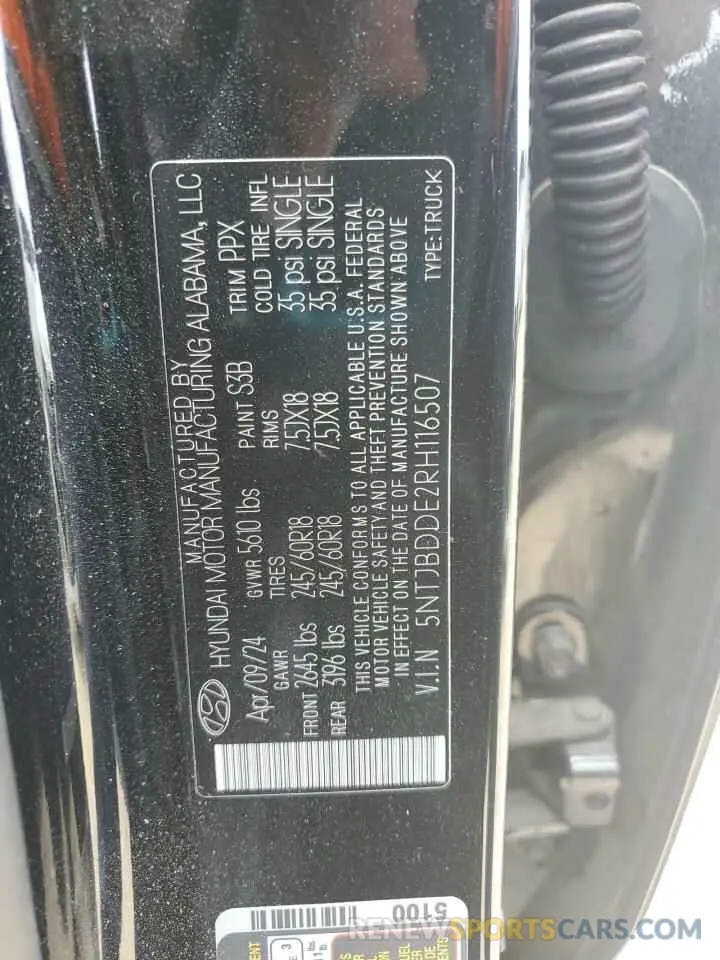 MANUFACTURED BY
HYUNDAI MOTOR MANUFACTURING ALABAMA, LLC
Apr/09/24 GVWR 5610 lbs PAINT S3B TRIM PPX
GAWR TIRES RIMS COLD TIRE INFL
FRONT 2645 lbs 245/60R18 7.5JX18 35 psi SINGLE
REAR 3196 lbs 245/60R18 7.5JX18 35 psi SINGLE
THIS VEHICLE CONFORMS TO ALL APPLICABLE U.S.A. FEDERAL
MOTOR VEHICLE SAFETY AND THEFT PREVENTION STANDARDS
IN EFFECT ON THE DATE OF MANUFACTURE SHOWN ABOVE
V.I.N 5NTJBDDE2RH116507 TYPE:TRUCK
5100
3
RENEWSPORTSCARS.COM